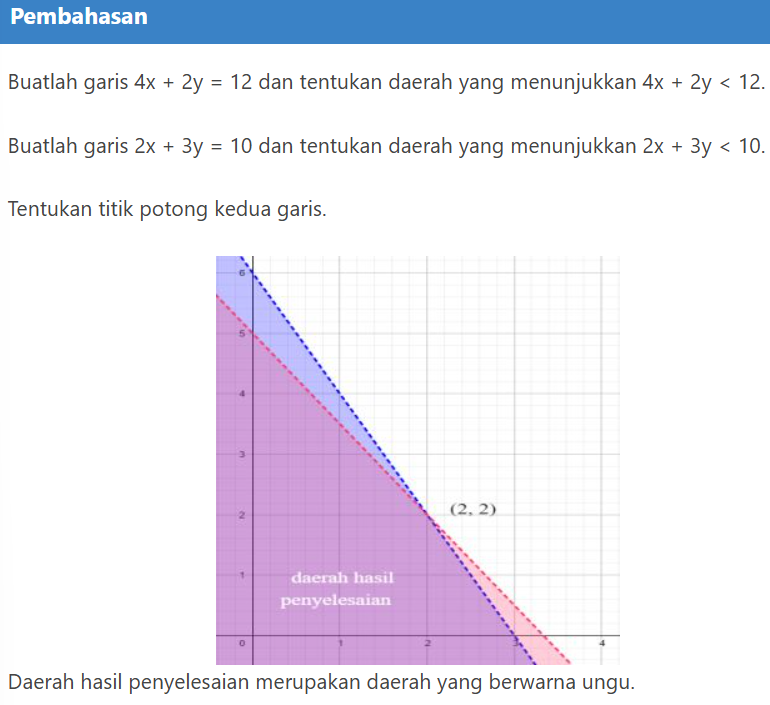 Pembahasan
Buatlah garis 4x + 2y = 12 dan tentukan daerah yang menunjukkan 4x + 2y < 12.
Buatlah garis 2x + 3y = 10 dan tentukan daerah yang menunjukkan 2x + 3y < 10.
Tentukan titik potong kedua garis.
6
5
4
3
2
(2, 2)
1
daerah hasil
penyelesaian
0 1 2 3 4
Daerah hasil penyelesaian merupakan daerah yang berwarna ungu.